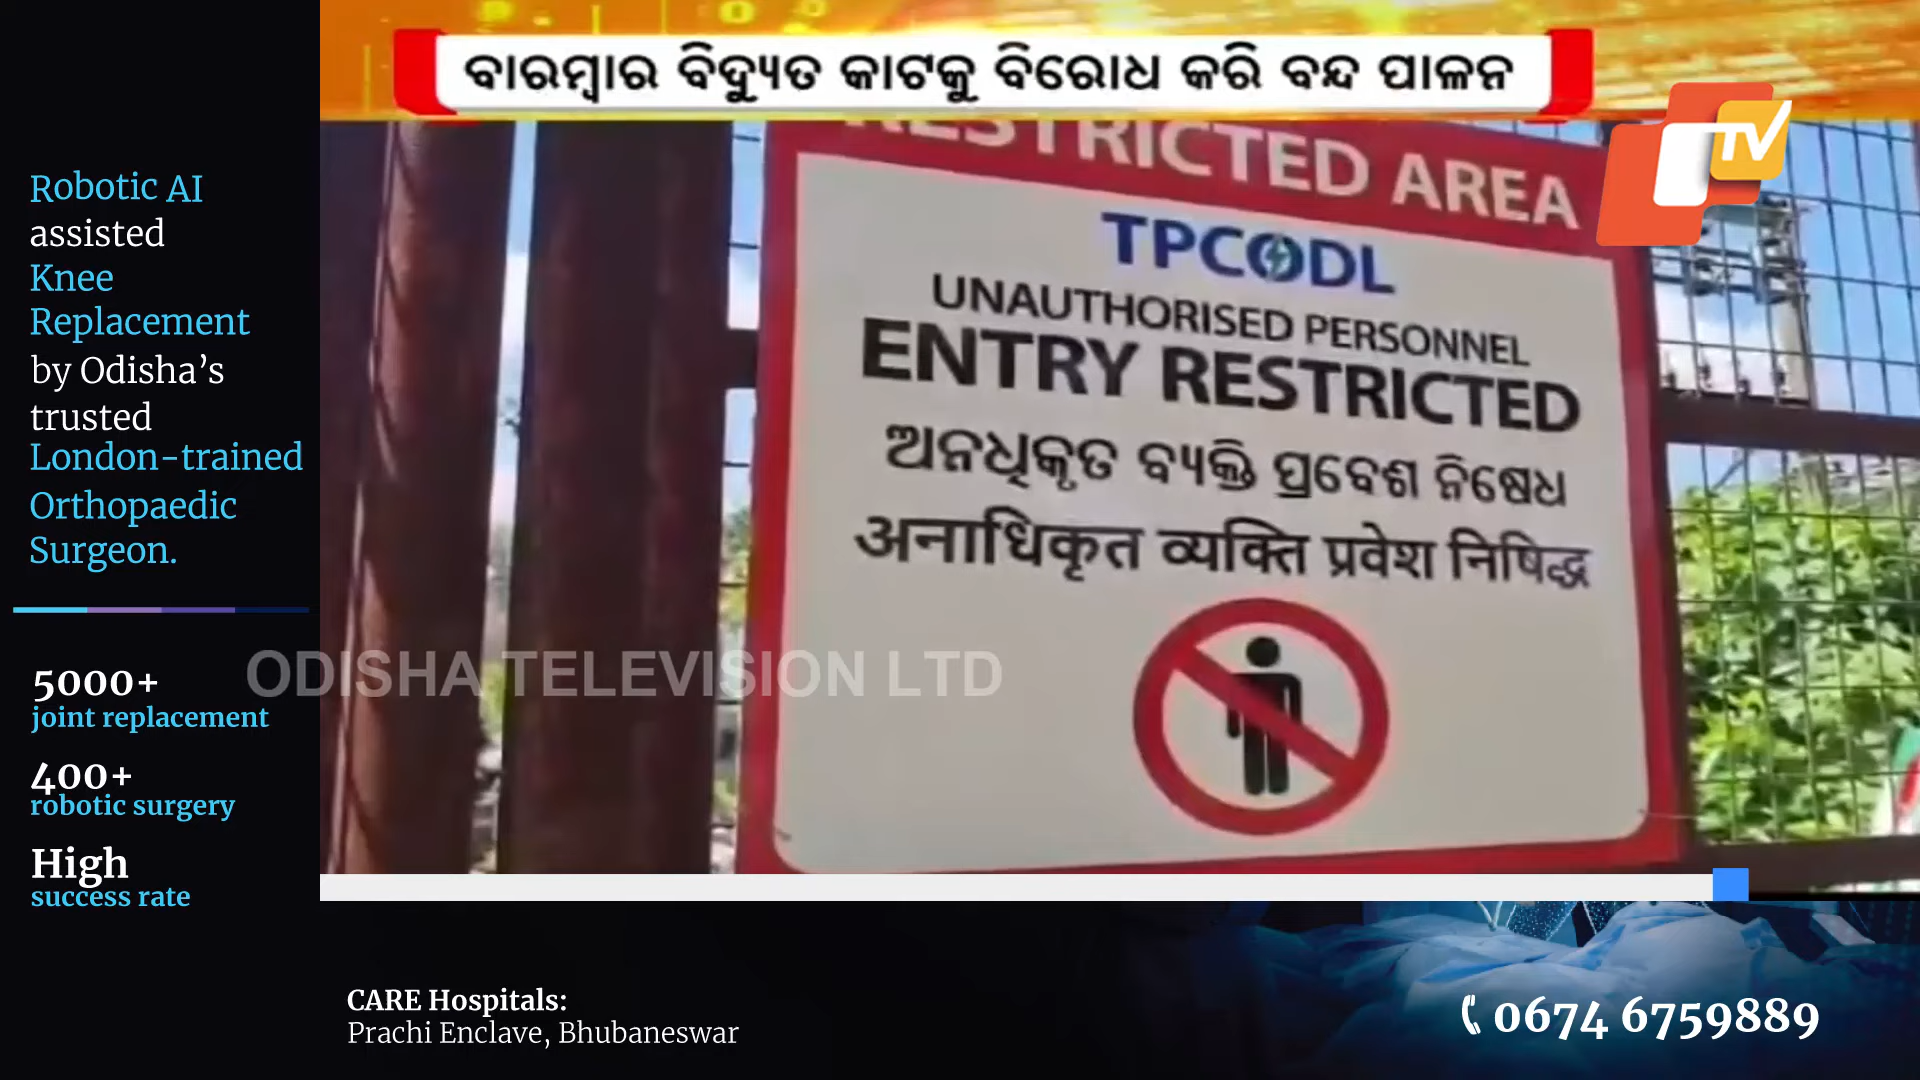 ବାରମ୍ବାର ବିଦ୍ୟୁତ କାଟକୁ ବିରୋଧ କରି ବନ୍ଦ ପାଳନ
TV
RESTRICTED AREA
TPCODL
UNAUTHORISED PERSONNEL
ENTRY RESTRICTED
ଅନଧିକୃତ ବ୍ୟକ୍ତି ପ୍ରବେଶ ନିଷେଧ
अनाधिकृत व्यक्ति प्रवेश निषिद्ध
ODISHA TELEVISION LTD
Robotic AI
assisted
Knee
Replacement
by Odisha’s
trusted
London-trained
Orthopaedic
Surgeon.
5000+
joint replacement
400+
robotic surgery
High
success rate
CARE Hospitals:
Prachi Enclave, Bhubaneswar
0674 6759889